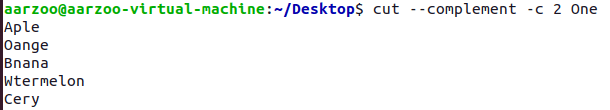 aarzoo@aarzoo-virtual-machine:~/Desktop$ cut --complement -c 2 One
Aple
Oange
Bnana
Wtermelon
Cery